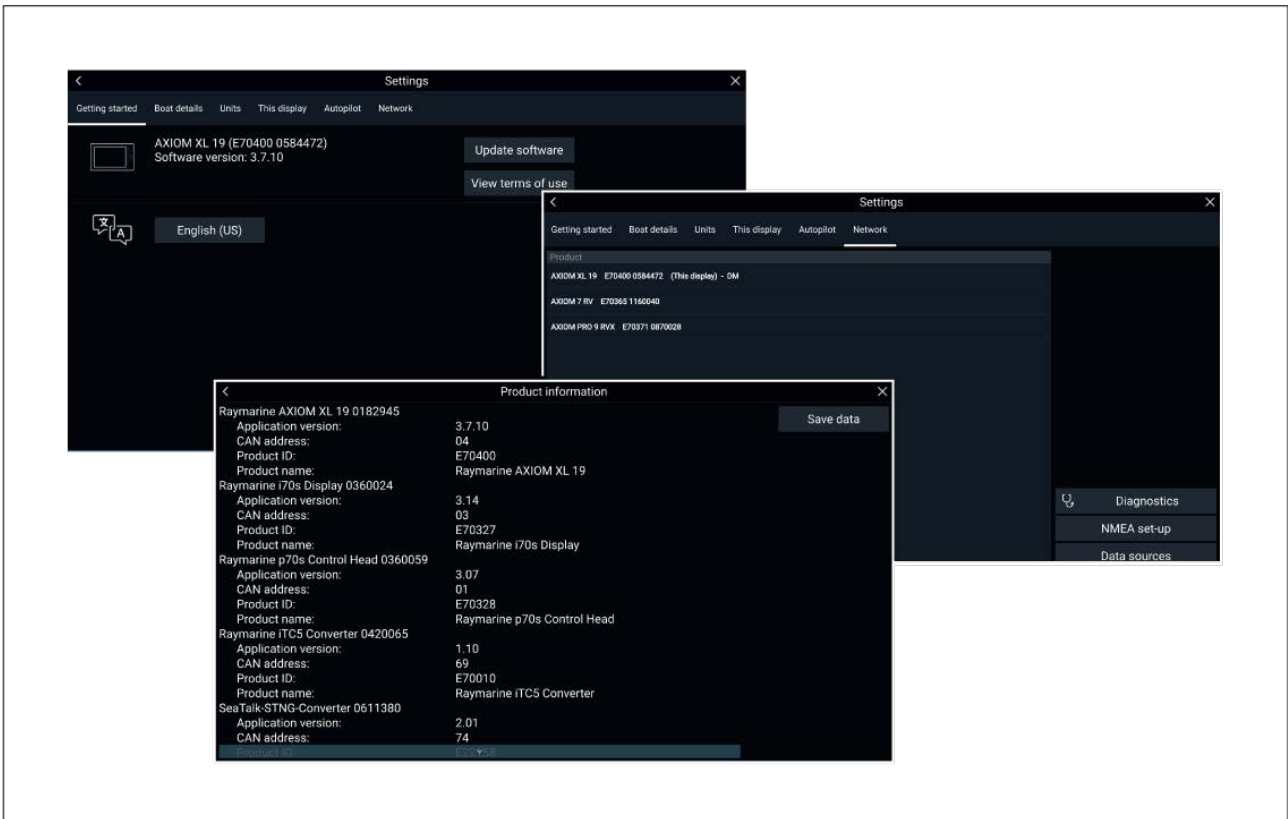 Settings
Getting started Boat details Units This display Autopilot Network
AXIOM XL 19 (E70400 0584472)
Software version: 3.7.10
Update software
View terms of use
English (US)
Settings
Getting started Boat details Units This display Autopilot Network
Product
AXIOM XL 19 E70400 0584472 (This display) - DM
AXIOM 7 RV E70365 1160040
AXIOM PRO 9 RVX E70371 0870028
Diagnostics
NMEA set-up
Data sources
Product information
Save data
Raymarine AXIOM XL 19 0182945
Application version: 3.7.10
CAN address: 04
Product ID: E70400
Product name: Raymarine AXIOM XL 19
Raymarine i70s Display 0360024
Application version: 3.14
CAN address: 03
Product ID: E70327
Product name: Raymarine i70s Display
Raymarine p70s Control Head 0360059
Application version: 3.07
CAN address: 01
Product ID: E70328
Product name: Raymarine p70s Control Head
Raymarine iTC5 Converter 0420065
Application version: 1.10
CAN address: 69
Product ID: E70010
Product name: Raymarine iTC5 Converter
SeaTalk-STNG-Converter 0611380
Application version: 2.01
CAN address: 74
Product ID: